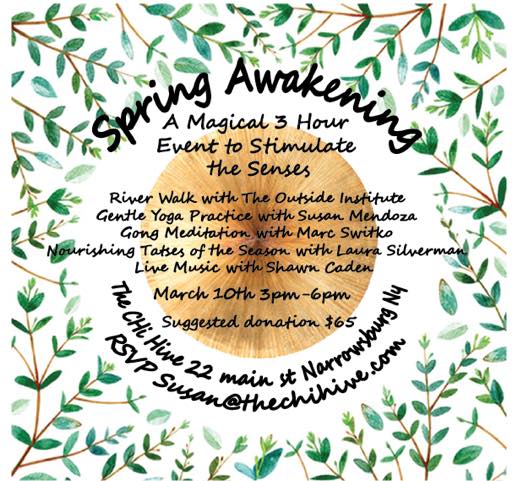 Spring Awakening
A Magical 3 Hour
Event to Stimulate
the Senses
River Walk with The Outside Institute
Gentle Yoga Practice with Susan Mendoza
Gong Meditation with Marc Switko
Nourishing Tatses of the Season with Laura Silverman
Live Music with Shawn Caden
March 10th 3pm-6pm
Suggested donation $65
The CHi Hive 22 main st Narrowsburg Ny
RSVP Susan@thechihive.com